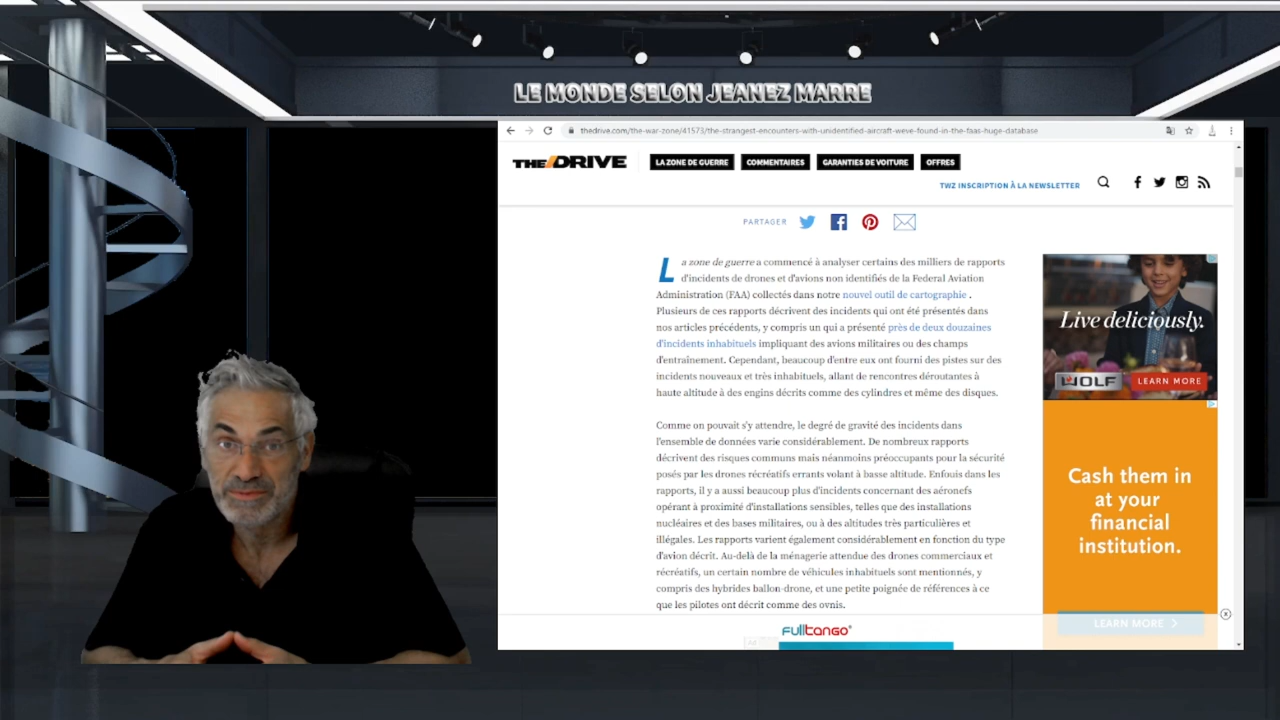 LE MONDE SELON JEANEZ MARRE
thedrive.com/the-war-zone/41573/the-strangest-encounters-with-unidentified-aircraft-weve-found-in-the-faas-huge-database
THE DRIVE
LA ZONE DE GUERRE
COMMENTAIRES
GARANTIES DE VOITURE
OFFRES
TWZ INSCRIPTION À LA NEWSLETTER
PARTAGER
La zone de guerre a commencé à analyser certains des milliers de rapports
d'incidents de drones et d'avions non identifiés de la Federal Aviation
Administration (FAA) collectés dans notre nouvel outil de cartographie .
Plusieurs de ces rapports décrivent des incidents qui ont été présentés dans
nos articles précédents, y compris un qui a présenté près de deux douzaines
d'incidents inhabituels impliquant des avions militaires ou des champs
d'entraînement. Cependant, beaucoup d'entre eux ont fourni des pistes sur des
incidents nouveaux et très inhabituels, allant de rencontres déroutantes à
haute altitude à des engins décrits comme des cylindres et même des disques.
Comme on pouvait s'y attendre, le degré de gravité des incidents dans
l'ensemble de données varie considérablement. De nombreux rapports
décrivent des risques communs mais néanmoins préoccupants pour la sécurité
posés par les drones récréatifs errants volant à basse altitude. Enfouis dans les
rapports, il y a aussi beaucoup plus d'incidents concernant des aéronefs
opérant à proximité d'installations sensibles, telles que des installations
nucléaires et des bases militaires, ou à des altitudes très particulières et
illégales. Les rapports varient également considérablement en fonction du type
d'avion décrit. Au-delà de la ménagerie attendue des drones commerciaux et
récréatifs, un certain nombre de véhicules inhabituels sont mentionnés, y
compris des hybrides ballon-drone, et une petite poignée de références à ce
que les pilotes ont décrit comme des ovnis.
Live deliciously.
WOLF
LEARN MORE
Cash them in
at your
financial
institution.
LEARN MORE
Ad
fulltango